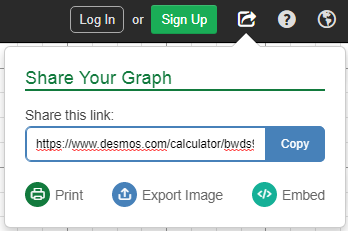 Log In or Sign Up ?
Share Your Graph
Share this link:
https://www.desmos.com/calculator/bwds Copy
Print Export Image Embed